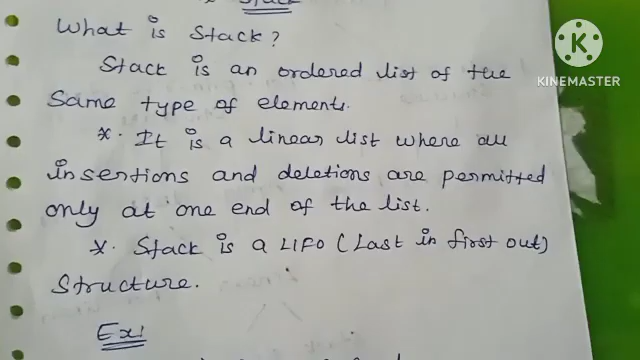 * Stack
What is Stack?
Stack is an ordered list of the
Same type of elements.
*. It is a linear list where all
insertions and deletions are permitted
only at one end of the list.
*. Stack is a LIFO (Last in first out)
Structure.
Ex:
KINEMASTER